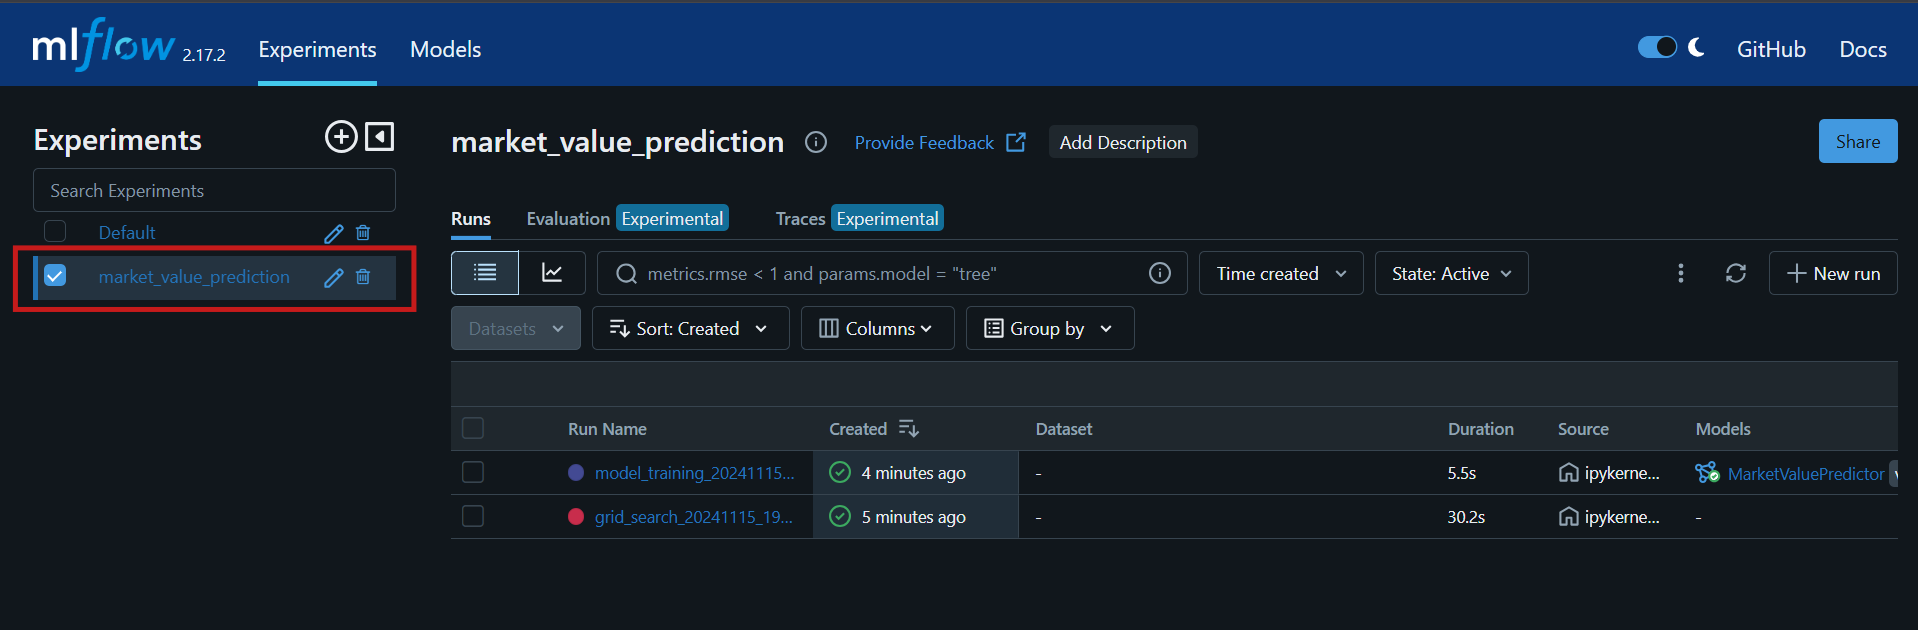 mlflow 2.17.2 Experiments Models GitHub Docs
Experiments
Search Experiments
Default
market_value_prediction
market_value_prediction Provide Feedback Add Description Share
Runs Evaluation Experimental Traces Experimental
metrics.rmse < 1 and params.model = "tree" Time created State: Active New run
Datasets Sort: Created Columns Group by
Run Name Created Dataset Duration Source Models
model_training_20241115... 4 minutes ago - 5.5s ipykerne... MarketValuePredictor
grid_search_20241115_19... 5 minutes ago - 30.2s ipykerne... -